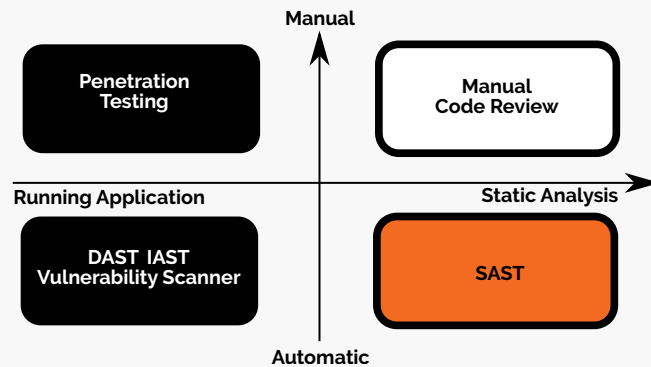 Manual
Penetration
Testing
Manual
Code Review
Running Application
Static Analysis
DAST IAST
Vulnerability Scanner
SAST
Automatic